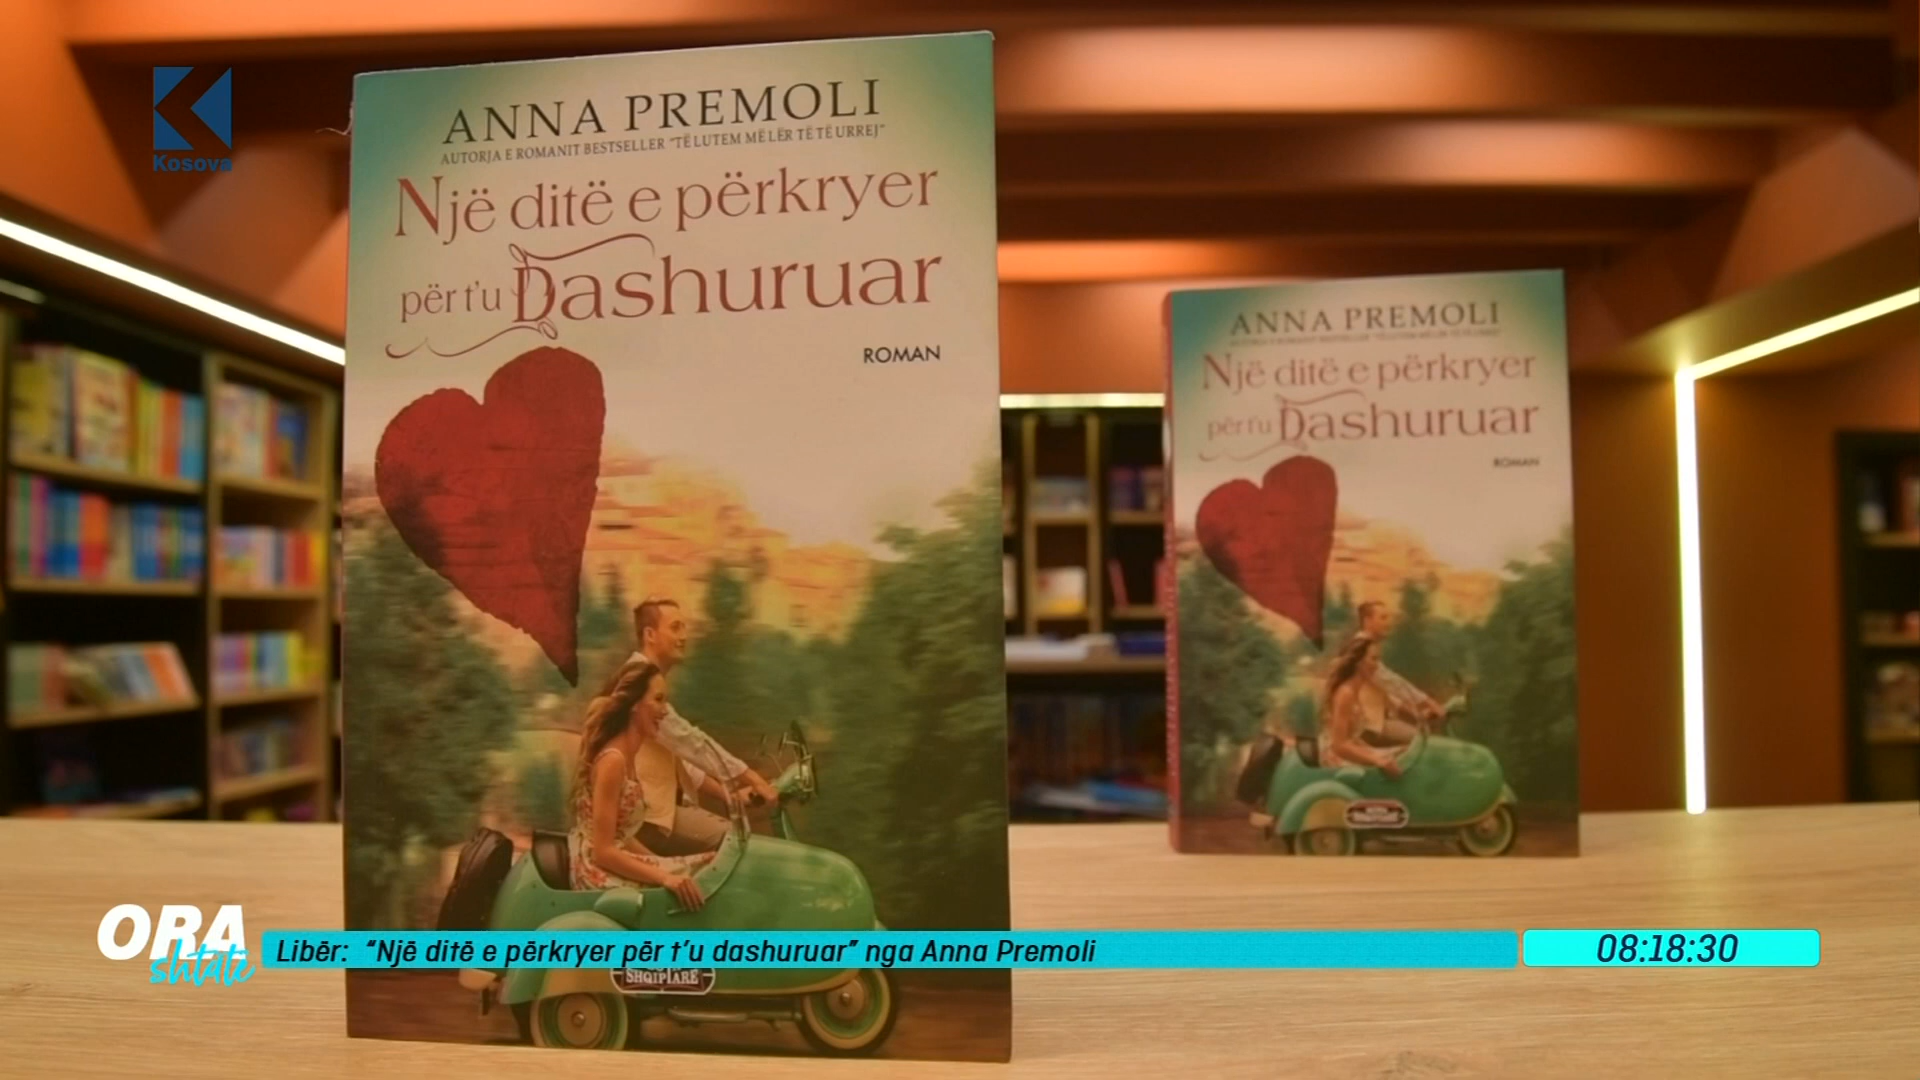 Kosova
ANNA PREMOLI
AUTORJA E ROMANIT BESTSELLER "TË LUTEM MË LËR TË TË URREJ"
Një ditë e përkryer
për t'u Dashuruar
ROMAN
SHQIPTARE
ANNA PREMOLI
Një ditë e përkryer
për t'u Dashuruar
ROMAN
ORA
shtatë
Libër: “Një ditë e përkryer për t’u dashuruar” nga Anna Premoli
08:18:30